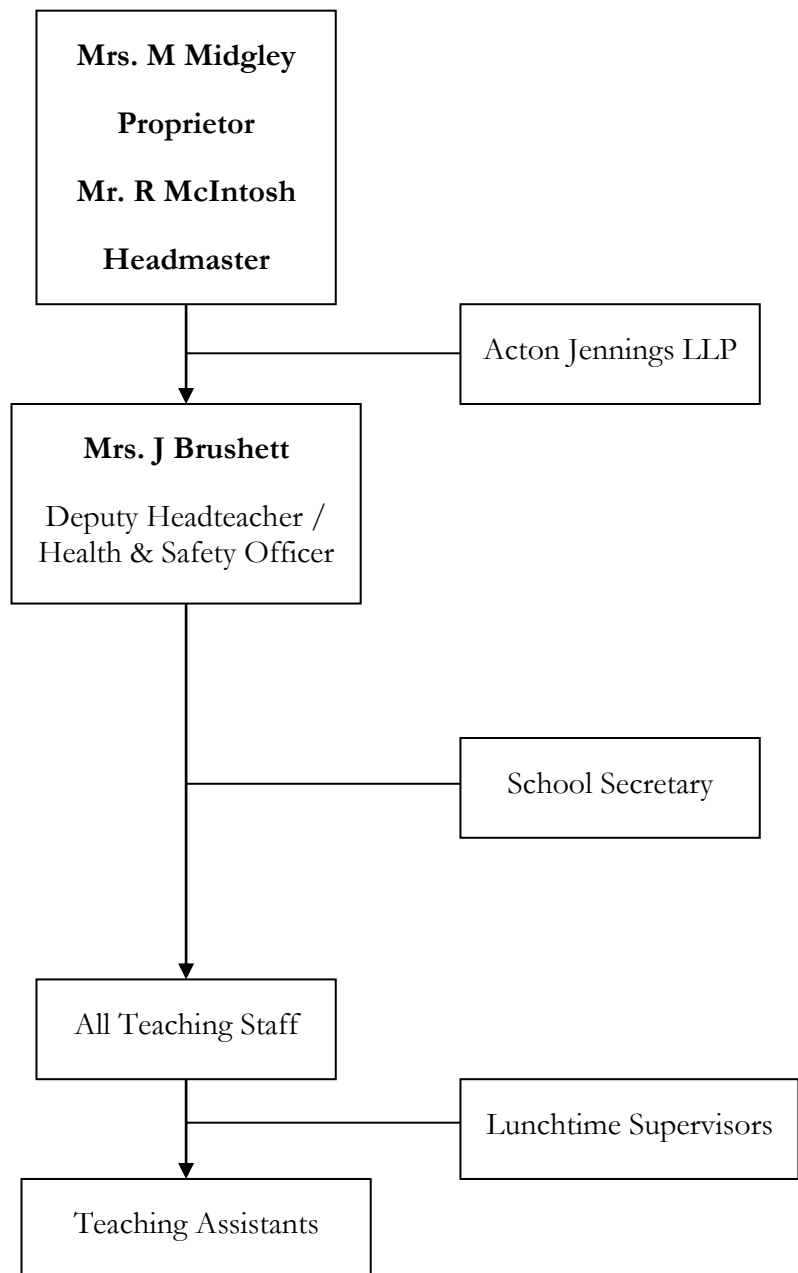 Mrs. M Midgley
Proprietor
Mr. R McIntosh
Headmaster
Acton Jennings LLP
Mrs. J Brushett
Deputy Headteacher /
Health & Safety Officer
School Secretary
All Teaching Staff
Lunchtime Supervisors
Teaching Assistants